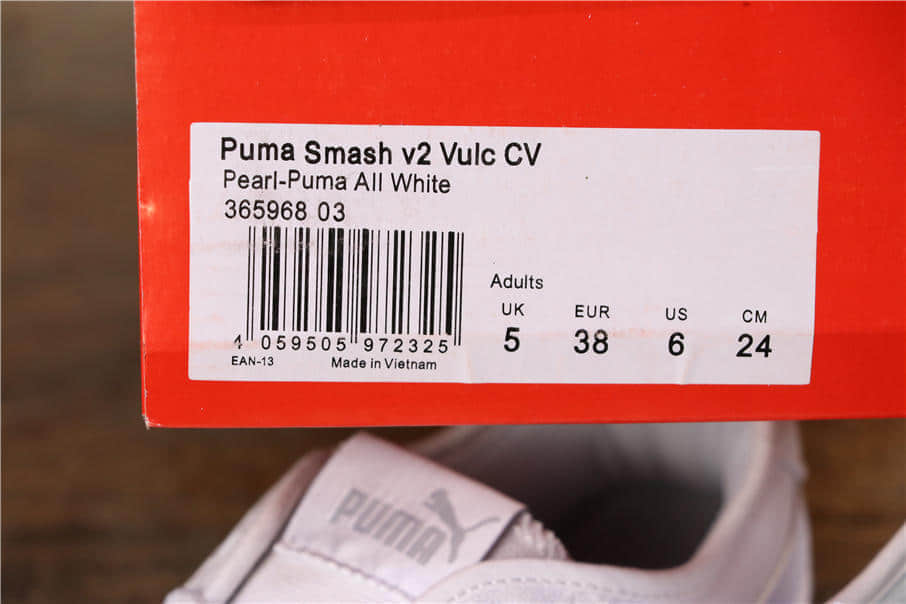 Puma Smash v2 Vulc CV
Pearl-Puma All White
365968 03
4 059505 972325
EAN-13 Made in Vietnam
Adults
UK EUR US CM
5 38 6 24
PUMA